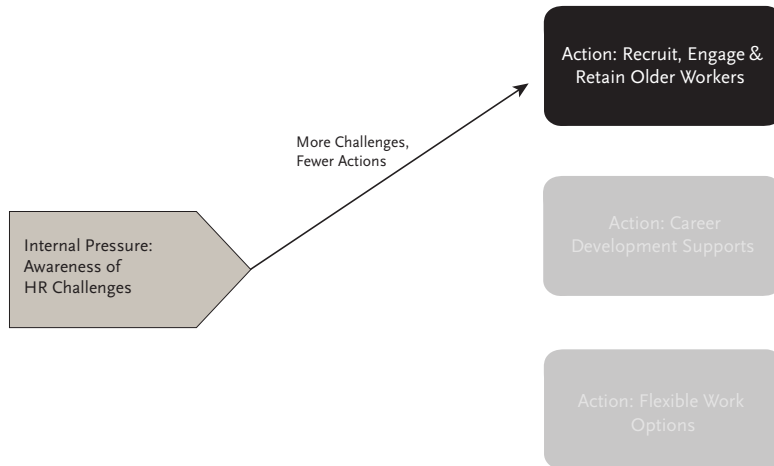 Action: Recruit, Engage &
Retain Older Workers
More Challenges,
Fewer Actions
Internal Pressure:
Awareness of
HR Challenges
Action: Career
Development Supports
Action: Flexible Work
Options